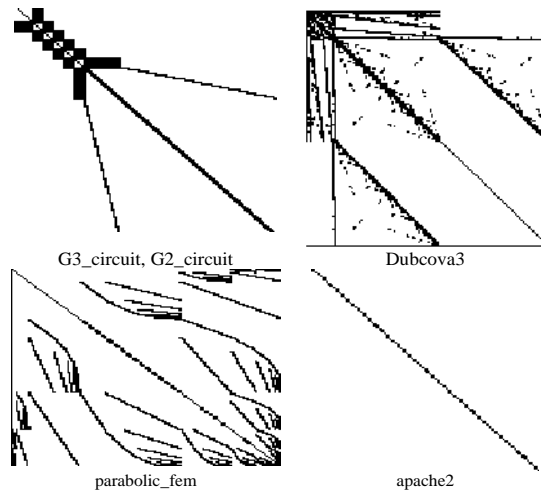 G3_circuit, G2_circuit
Dubcova3
parabolic_fem
apache2